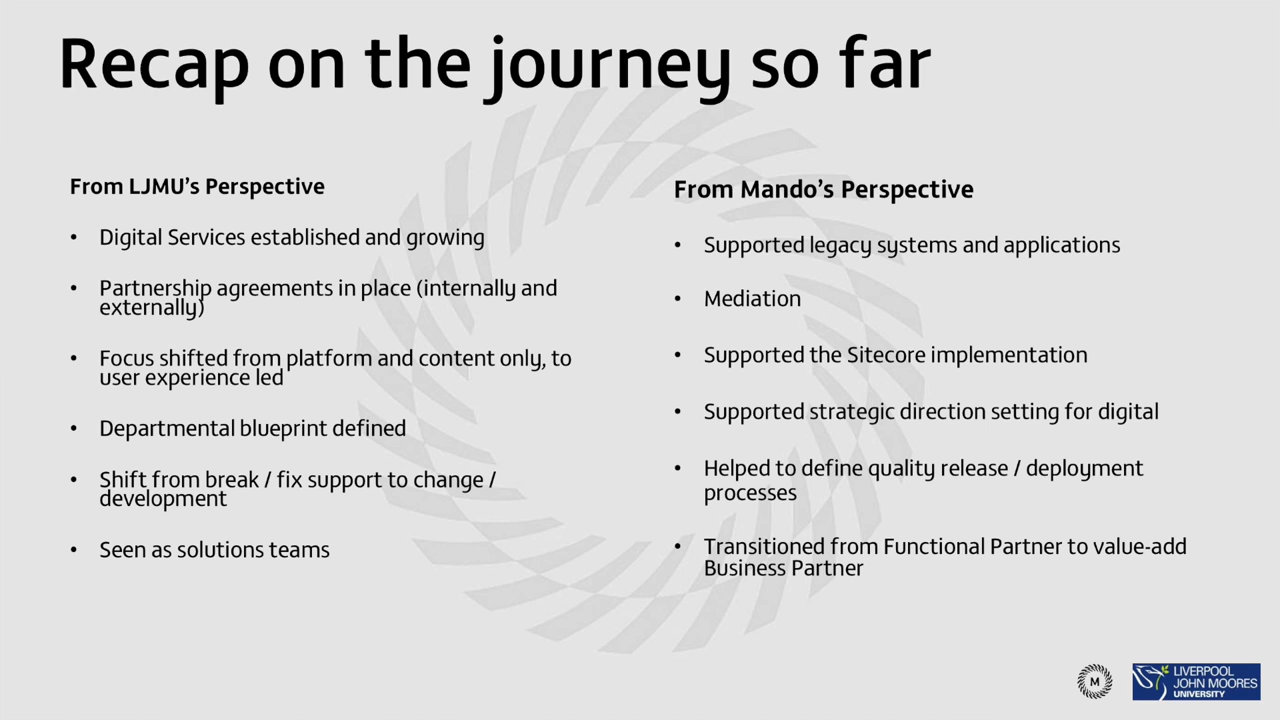 Recap on the journey so far
From LJMU’s Perspective
• Digital Services established and growing
• Partnership agreements in place (internally and
externally)
• Focus shifted from platform and content only, to
user experience led
• Departmental blueprint defined
• Shift from break / fix support to change /
development
• Seen as solutions teams
From Mando’s Perspective
• Supported legacy systems and applications
• Mediation
• Supported the Sitecore implementation
• Supported strategic direction setting for digital
• Helped to define quality release / deployment
processes
• Transitioned from Functional Partner to value-add
Business Partner
M
LIVERPOOL
JOHN MOORES
UNIVERSITY